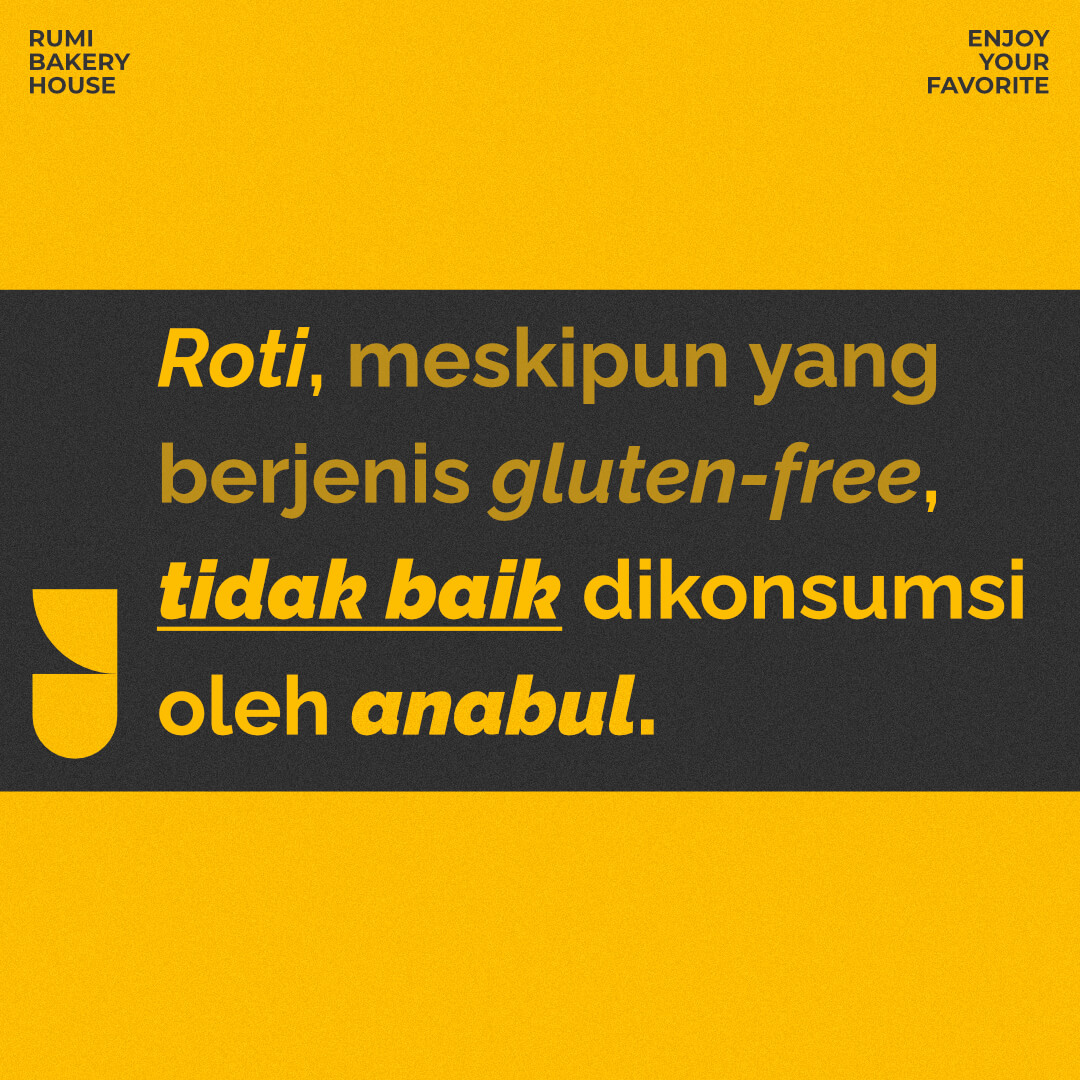 RUMI
BAKERY
HOUSE
ENJOY
YOUR
FAVORITE
Roti, meskipun yang
berjenis gluten-free,
tidak baik dikonsumsi
oleh anabul.